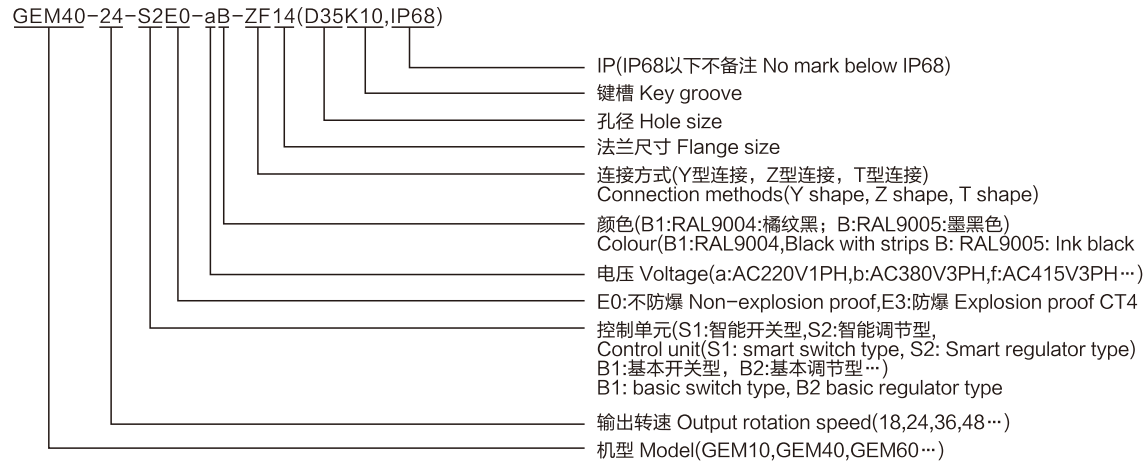 GEM40-24-S2E0-aB-ZF14(D35K10,IP68)
IP(IP68以下不备注 No mark below IP68)
键槽 Key groove
孔径 Hole size
法兰尺寸 Flange size
连接方式(Y型连接，Z型连接，T型连接)
Connection methods(Y shape, Z shape, T shape)
颜色(B1:RAL9004:橘纹黑；B:RAL9005:墨黑色)
Colour(B1:RAL9004,Black with strips B: RAL9005: Ink black
电压 Voltage(a:AC220V1PH,b:AC380V3PH,f:AC415V3PH…)
E0:不防爆 Non-explosion proof,E3:防爆 Explosion proof CT4
控制单元(S1:智能开关型,S2:智能调节型,
Control unit(S1: smart switch type, S2: Smart regulator type)
B1:基本开关型，B2:基本调节型…)
B1: basic switch type, B2 basic regulator type
输出转速 Output rotation speed(18,24,36,48…)
机型 Model(GEM10,GEM40,GEM60…)